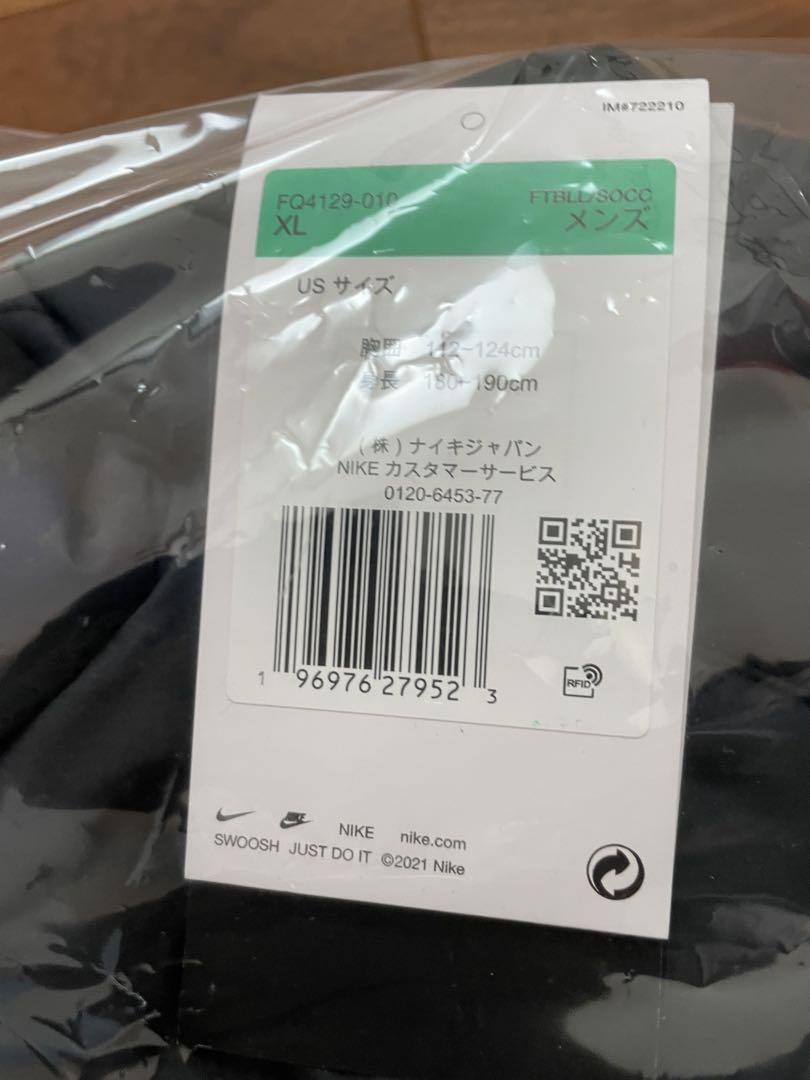 IM#722210
FQ4129-010 FTBLL/SOCC
XL メンズ
US サイズ
胸囲 112~124cm
身長 180~190cm
(株)ナイキジャパン
NIKE カスタマーサービス
0120-6453-77
1 96976 27952 3
RFID
NIKE NIKE nike.com
SWOOSH JUST DO IT ©2021 Nike